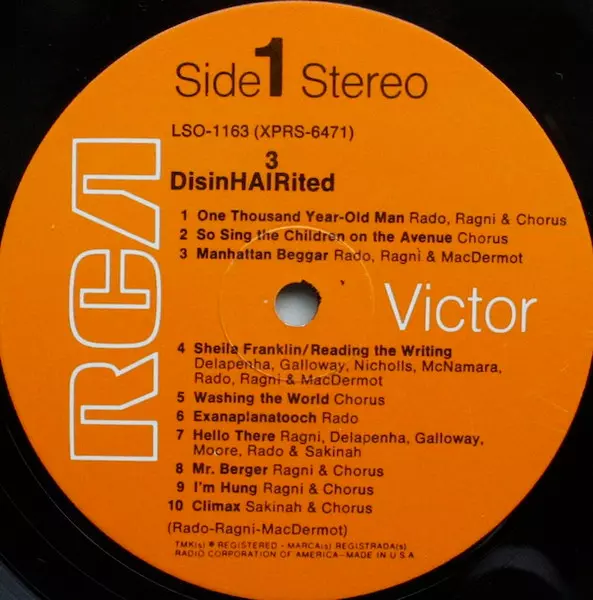 Side 1 Stereo
LSO-1163 (XPRS-6471)
3
DisinHAIRited
1 One Thousand Year-Old Man Rado, Ragni & Chorus
2 So Sing the Children on the Avenue Chorus
3 Manhattan Beggar Rado, Ragni & MacDermot
RCA
Victor
4 Sheila Franklin/Reading the Writing
Delapenha, Galloway, Nicholls, McNamara,
Rado, Ragni & MacDermot
5 Washing the World Chorus
6 Exanaplanatooch Rado
7 Hello There Ragni, Delapenha, Galloway,
Moore, Rado & Sakinah
8 Mr. Berger Ragni & Chorus
9 I'm Hung Ragni & Chorus
10 Climax Sakinah & Chorus
(Rado-Ragni-MacDermot)
TMK(s) ® REGISTERED - MARCA(s) REGISTRADA(s)
RADIO CORPORATION OF AMERICA-MADE IN U.S.A